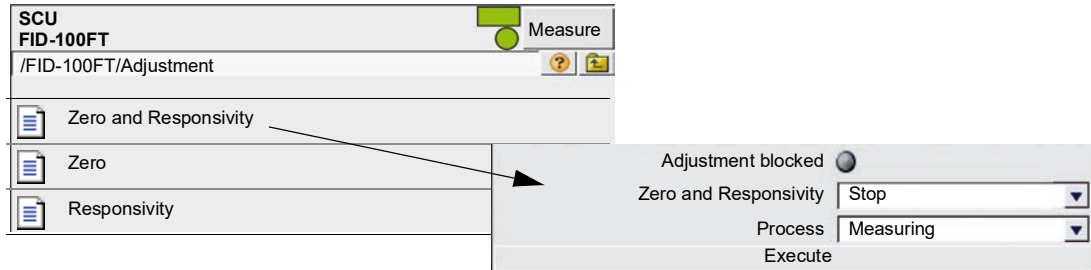 SCU
FID-100FT
Measure
/FID-100FT/Adjustment
Zero and Responsivity
Zero
Responsivity
Adjustment blocked
Zero and Responsivity Stop
Process Measuring
Execute